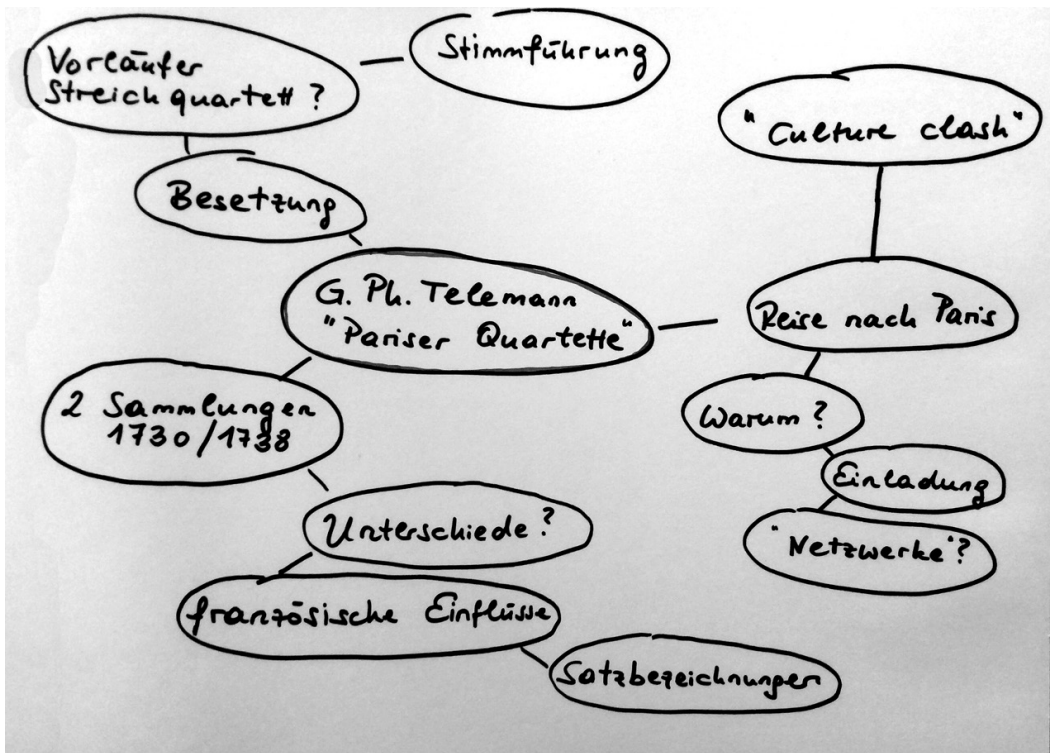 Vorläufer
Streichquartett?
Stimmführung
"Culture clash"
Besetzung
G. Ph. Telemann
"Pariser Quartette"
Reise nach Paris
2 Sammlungen
1730/1738
Warum?
Einladung
"Netzwerke"?
Unterschiede?
französische Einflüsse
Satzbezeichnungen